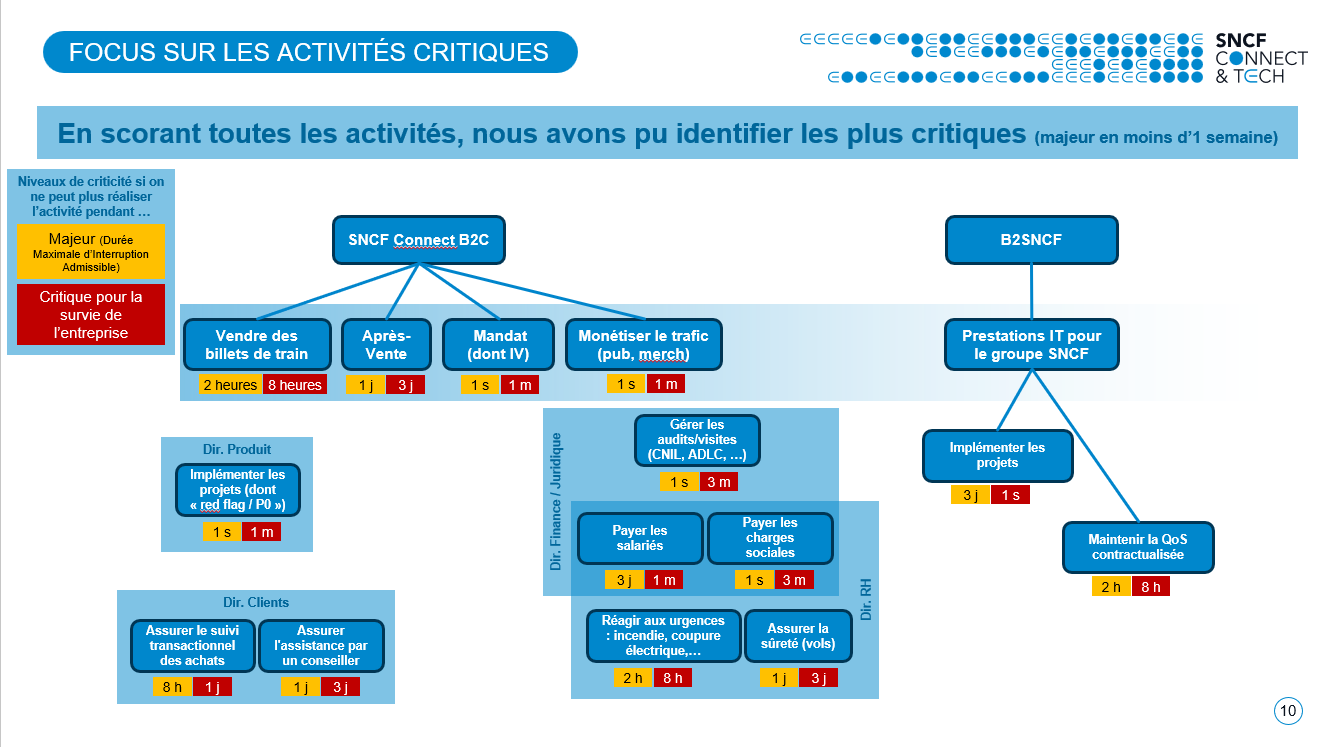 FOCUS SUR LES ACTIVITÉS CRITIQUES
SNCF
CONNECT
& TECH
En scorant toutes les activités, nous avons pu identifier les plus critiques (majeur en moins d’1 semaine)
Niveaux de criticité si on
ne peut plus réaliser
l’activité pendant …
Majeur (Durée
Maximale d’Interruption
Admissible)
Critique pour la
survie de
l’entreprise
SNCF Connect B2C
B2SNCF
Vendre des
billets de train
2 heures 8 heures
Après-
Vente
1 j 3 j
Mandat
(dont IV)
1 s 1 m
Monétiser le trafic
(pub, merch)
1 s 1 m
Prestations IT pour
le groupe SNCF
Implémenter les
projets
3 j 1 s
Maintenir la QoS
contractualisée
2 h 8 h
Dir. Produit
Implémenter les
projets (dont
« red flag / P0 »)
1 s 1 m
Dir. Finance / Juridique
Gérer les
audits/visites
(CNIL, ADLC, …)
1 s 3 m
Payer les
salariés
3 j 1 m
Payer les
charges
sociales
1 s 3 m
Dir. RH
Réagir aux urgences
: incendie, coupure
électrique,…
2 h 8 h
Assurer la
sûreté (vols)
1 j 3 j
Dir. Clients
Assurer le suivi
transactionnel
des achats
8 h 1 j
Assurer
l’assistance par
un conseiller
1 j 3 j
10